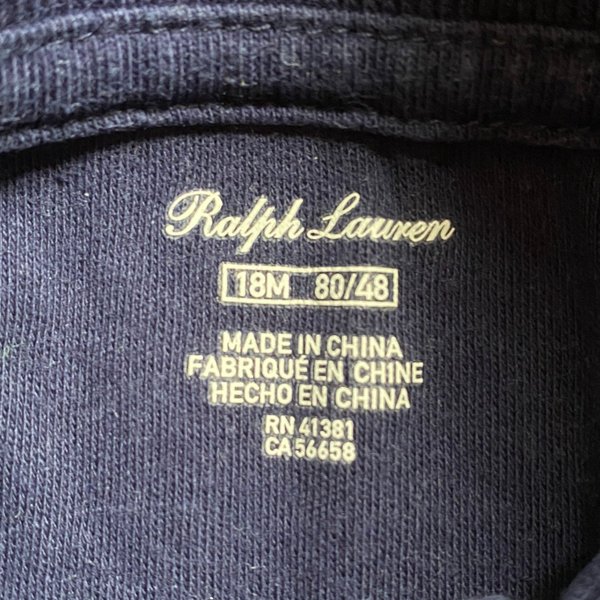 Ralph Lauren
18M 80/48
MADE IN CHINA
FABRIQUÉ EN CHINE
HECHO EN CHINA
RN 41381
CA 56658